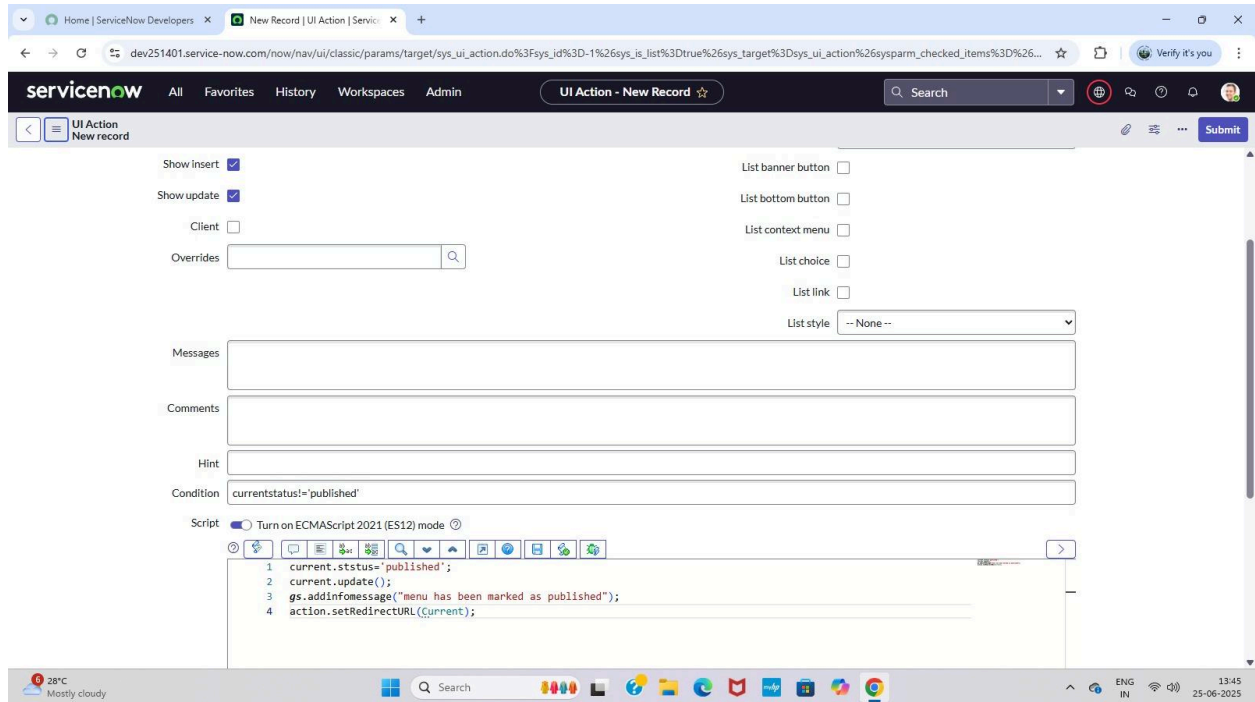 Home | ServiceNow Developers
New Record | UI Action | Servic
dev251401.service-now.com/now/nav/ui/classic/params/target/sys_ui_action.do%3Fsys_id%3D-1%26sys_is_list%3Dtrue%26sys_target%3Dsys_ui_action%26sysparm_checked_items%3D%26...
Verify it's you
servicenow All Favorites History Workspaces Admin UI Action - New Record Search
UI Action
New record
Submit
Show insert
List banner button
Show update
List bottom button
Client
List context menu
Overrides
List choice
List link
List style -- None --
Messages
Comments
Hint
Condition currentstatus!='published'
Script Turn on ECMAScript 2021 (ES12) mode
1 current.ststus='published';
2 current.update();
3 gs.addinfomessage("menu has been marked as published");
4 action.setRedirectURL(Current);
6
28°C
Mostly cloudy
Search
ENG
IN
13:45
25-06-2025